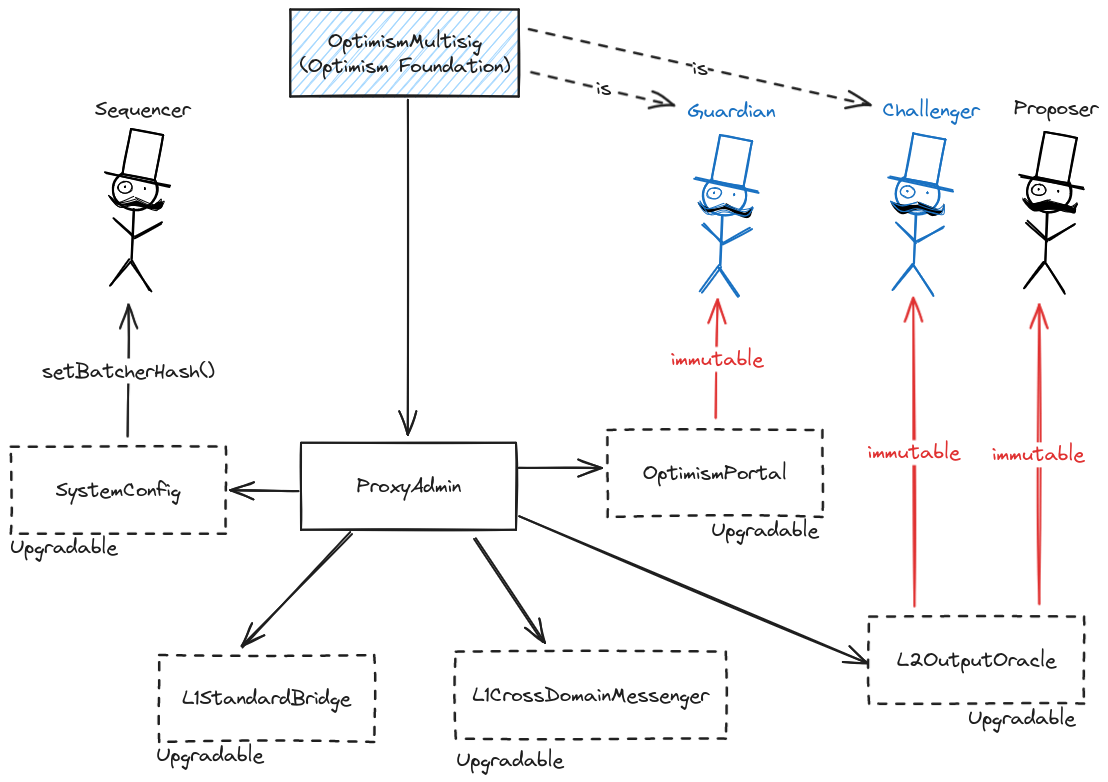 OptimismMultisig
(Optimism Foundation)
is
is
Sequencer
Guardian
Challenger
Proposer
setBatcherHash()
immutable
immutable
immutable
SystemConfig
Upgradable
ProxyAdmin
OptimismPortal
Upgradable
L2OutputOracle
Upgradable
L1StandardBridge
Upgradable
L1CrossDomainMessenger
Upgradable